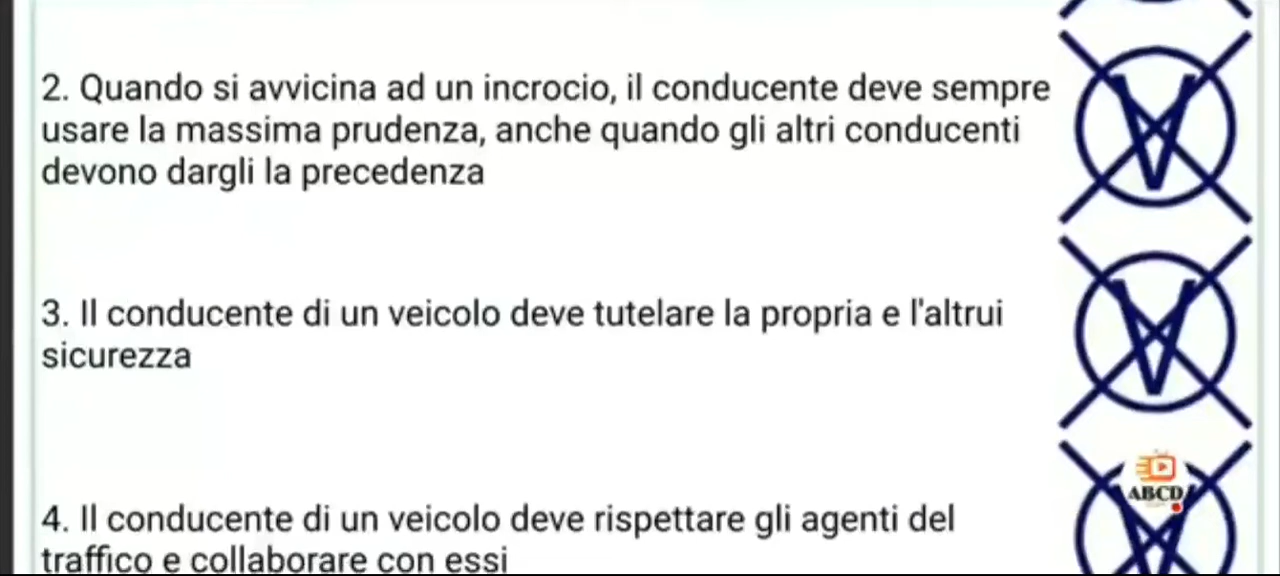 2. Quando si avvicina ad un incrocio, il conducente deve sempre
usare la massima prudenza, anche quando gli altri conducenti
devono dargli la precedenza
V
3. Il conducente di un veicolo deve tutelare la propria e l'altrui
sicurezza
V
4. Il conducente di un veicolo deve rispettare gli agenti del
traffico e collaborare con essi
V
ABCD